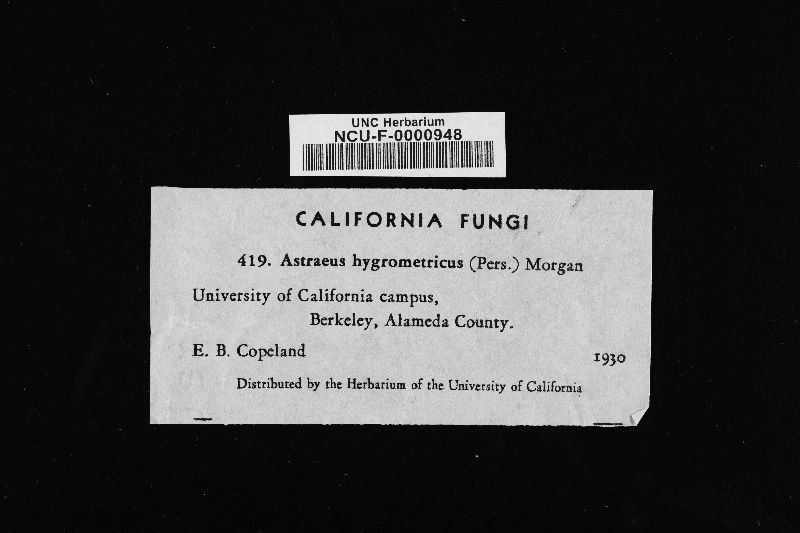 UNC Herbarium
NCU-F-0000948
CALIFORNIA FUNGI
419. Astraeus hygrometricus (Pers.) Morgan
University of California campus,
Berkeley, Alameda County.
E. B. Copeland 1930
Distributed by the Herbarium of the University of California